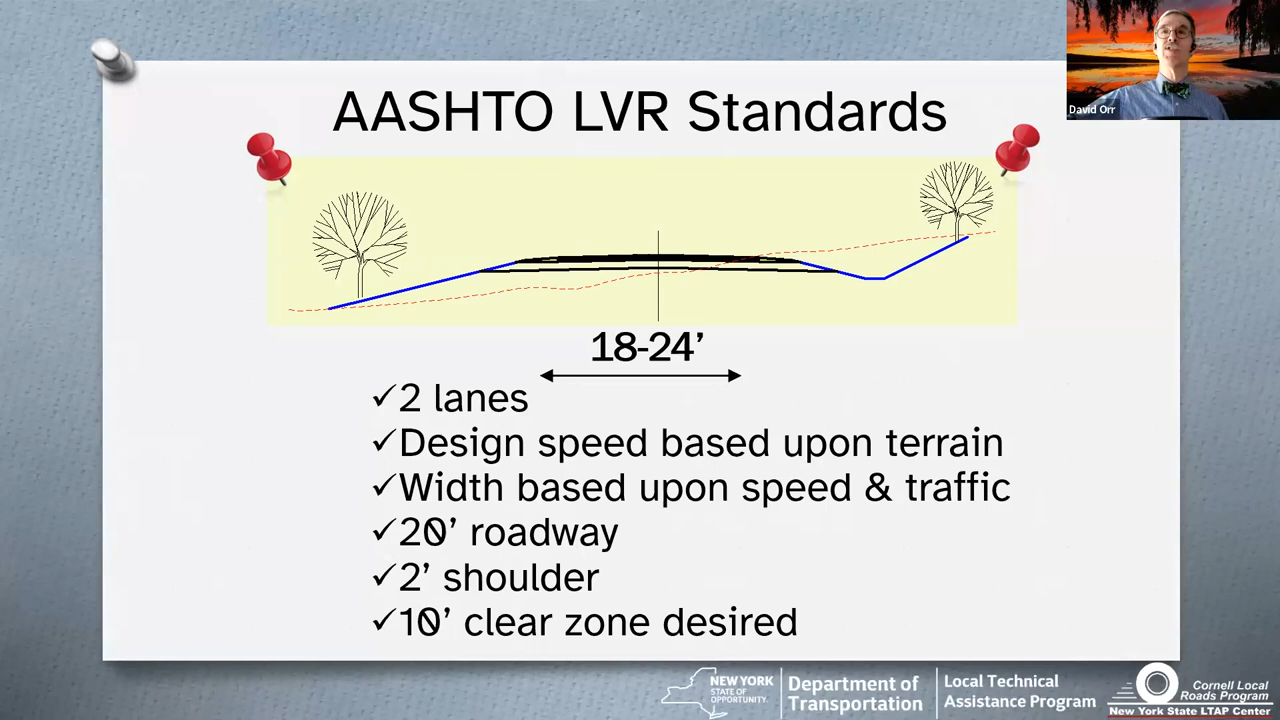 AASHTO LVR Standards
David Orr
18-24’
✓2 lanes
✓Design speed based upon terrain
✓Width based upon speed & traffic
✓20’ roadway
✓2’ shoulder
✓10’ clear zone desired
NEW YORK
STATE OF
OPPORTUNITY.
Department of
Transportation
Local Technical
Assistance Program
Cornell Local
Roads Program
New York State LTAP Center